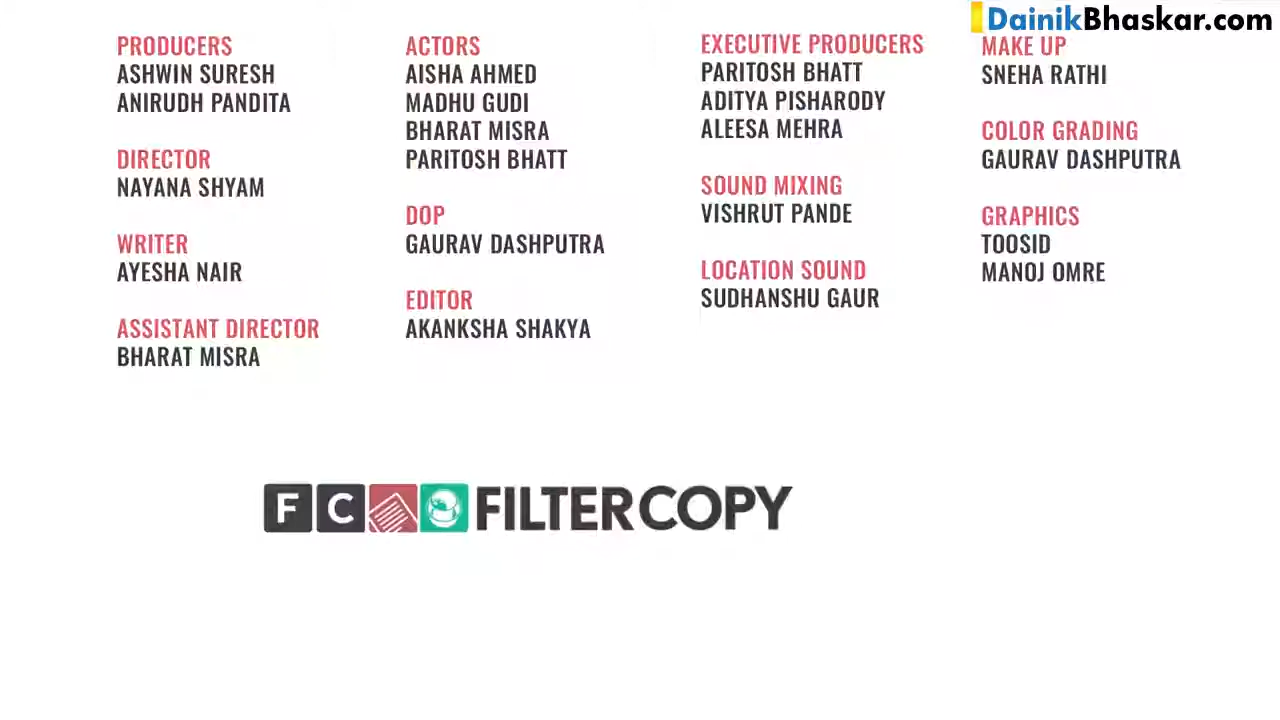 DainikBhaskar.com
PRODUCERS
ASHWIN SURESH
ANIRUDH PANDITA
DIRECTOR
NAYANA SHYAM
WRITER
AYESHA NAIR
ASSISTANT DIRECTOR
BHARAT MISRA
ACTORS
AISHA AHMED
MADHU GUDI
BHARAT MISRA
PARITOSH BHATT
DOP
GAURAV DASHPUTRA
EDITOR
AKANKSHA SHAKYA
EXECUTIVE PRODUCERS
PARITOSH BHATT
ADITYA PISHARODY
ALEESA MEHRA
SOUND MIXING
VISHRUT PANDE
LOCATION SOUND
SUDHANSHU GAUR
MAKE UP
SNEHA RATHI
COLOR GRADING
GAURAV DASHPUTRA
GRAPHICS
TOOSID
MANOJ OMRE
FC FILTERCOPY